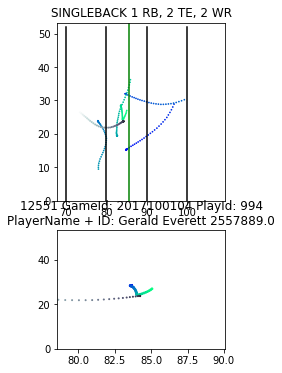 SINGLEBACK 1 RB, 2 TE, 2 WR
50
40
30
20
10
0
70 80 90 100
12551 GameId: 2017100104 PlayId: 994
PlayerName + ID: Gerald Everett 2557889.0
40
20
0
80.0 82.5 85.0 87.5 90.0